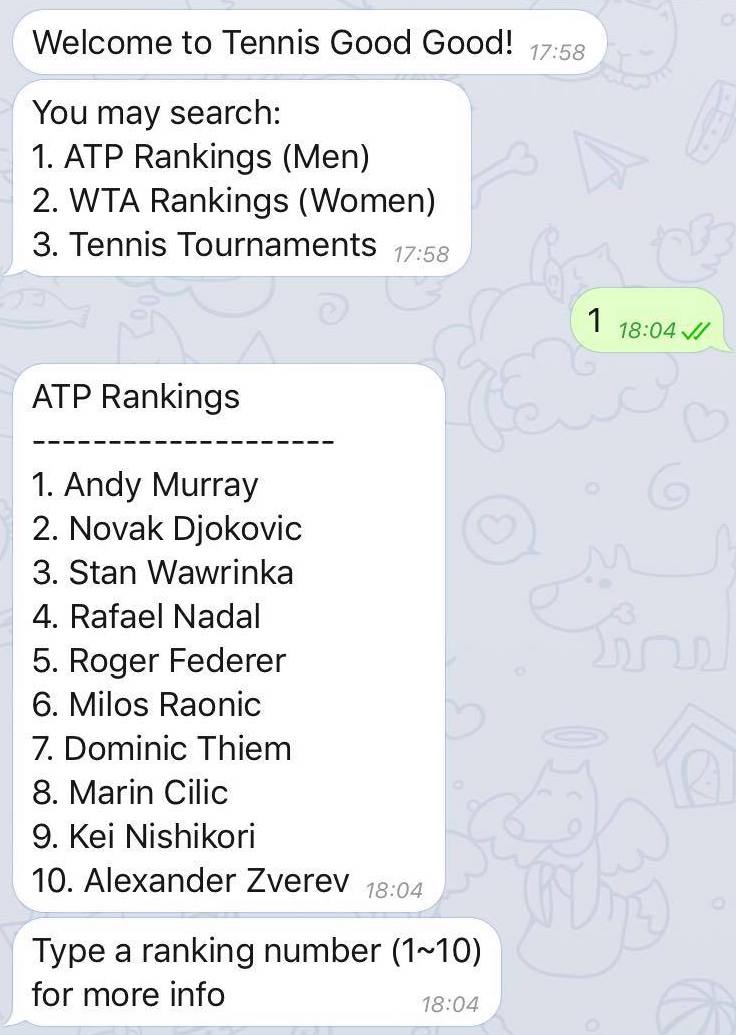 Welcome to Tennis Good Good! 17:58
You may search:
1. ATP Rankings (Men)
2. WTA Rankings (Women)
3. Tennis Tournaments 17:58
1 18:04
ATP Rankings
--------------------
1. Andy Murray
2. Novak Djokovic
3. Stan Wawrinka
4. Rafael Nadal
5. Roger Federer
6. Milos Raonic
7. Dominic Thiem
8. Marin Cilic
9. Kei Nishikori
10. Alexander Zverev 18:04
Type a ranking number (1~10)
for more info 18:04